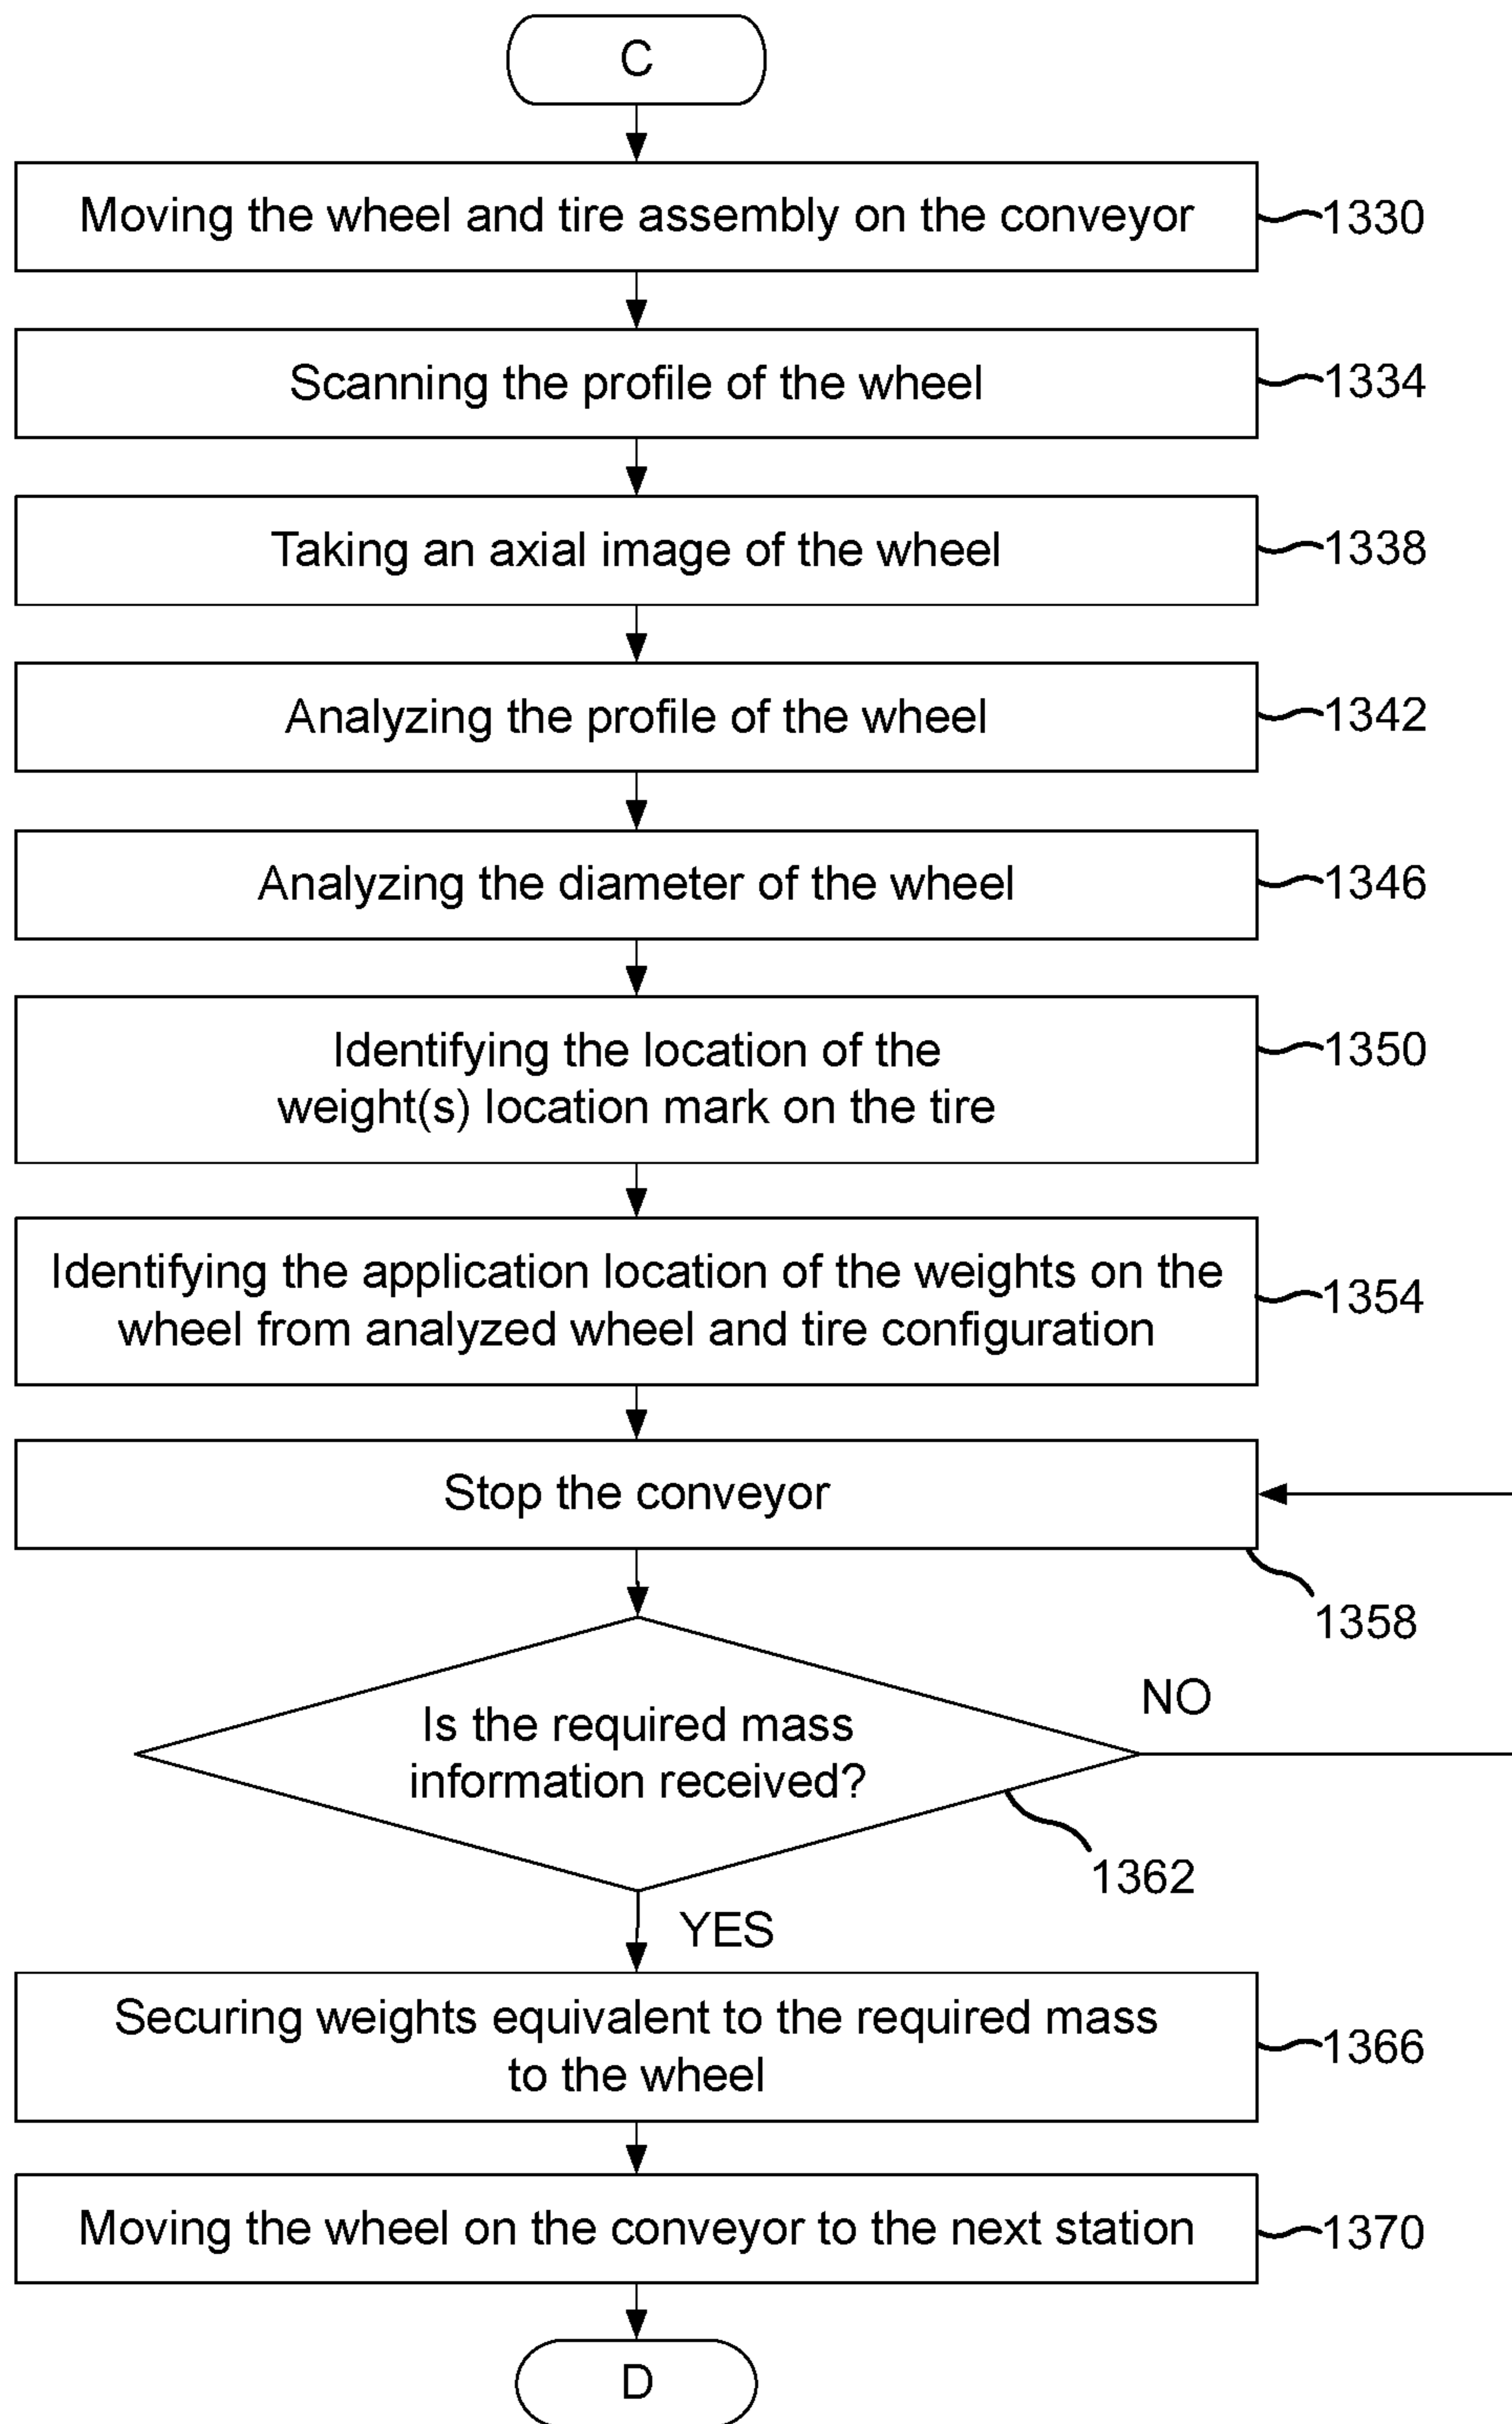 C
Moving the wheel and tire assembly on the conveyor
1330
Scanning the profile of the wheel
1334
Taking an axial image of the wheel
1338
Analyzing the profile of the wheel
1342
Analyzing the diameter of the wheel
1346
Identifying the location of the
weight(s) location mark on the tire
1350
Identifying the application location of the weights on the
wheel from analyzed wheel and tire configuration
1354
Stop the conveyor
1358
Is the required mass
information received?
NO
1362
YES
Securing weights equivalent to the required mass
to the wheel
1366
Moving the wheel on the conveyor to the next station
1370
D